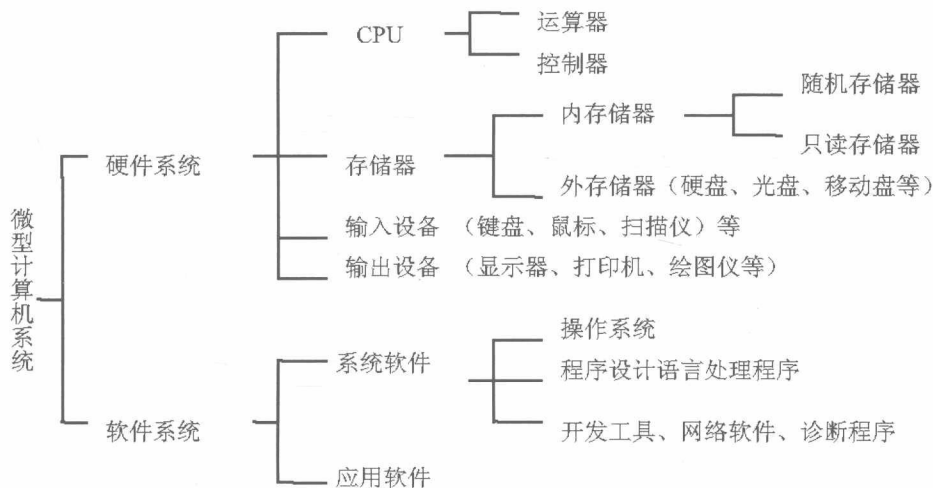 微型计算机系统
硬件系统
CPU
运算器
控制器
存储器
内存储器
随机存储器
只读存储器
外存储器（硬盘、光盘、移动盘等）
输入设备 （键盘、鼠标、扫描仪）等
输出设备 （显示器、打印机、绘图仪等）
软件系统
系统软件
操作系统
程序设计语言处理程序
开发工具、网络软件、诊断程序
应用软件